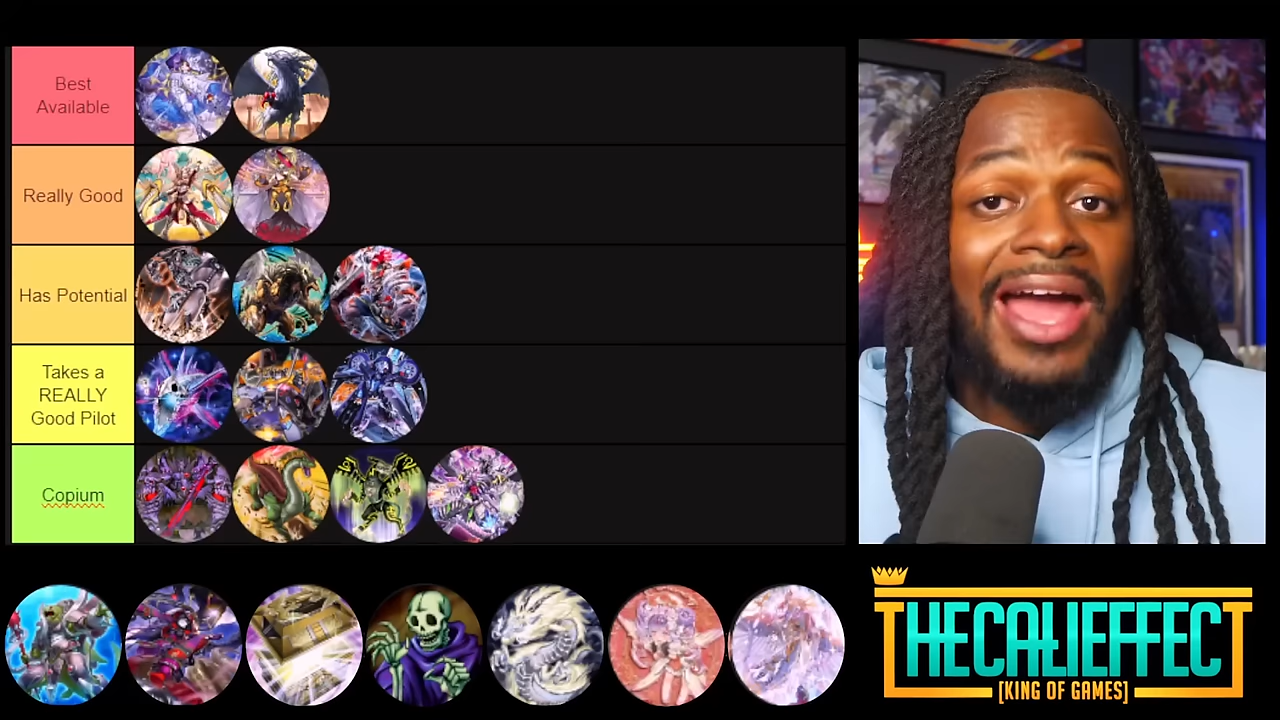 Best
Available
Really Good
Has Potential
Takes a
REALLY
Good Pilot
Copium
THECALIEFFECT
[KING OF GAMES]